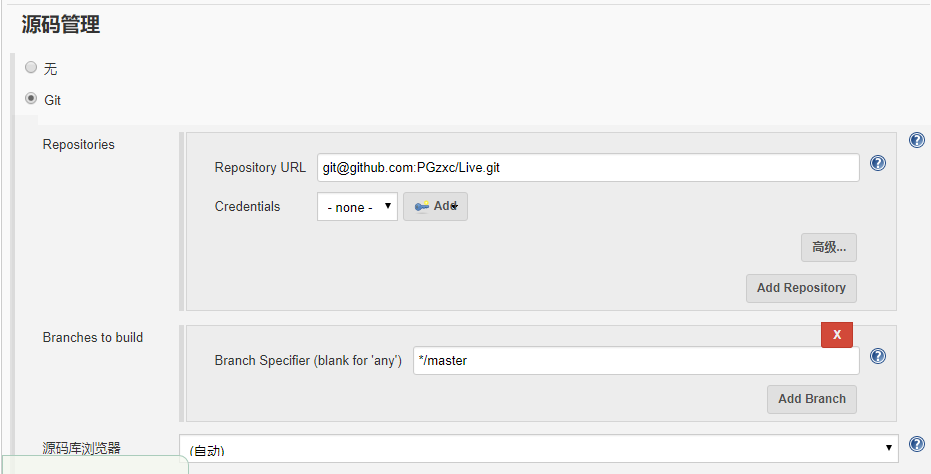 源码管理
无
Git
Repositories
Repository URL git@github.com:PGzxc/Live.git
Credentials - none - Add
高级...
Add Repository
Branches to build
X
Branch Specifier (blank for 'any') */master
Add Branch
源码库浏览器 (自动)